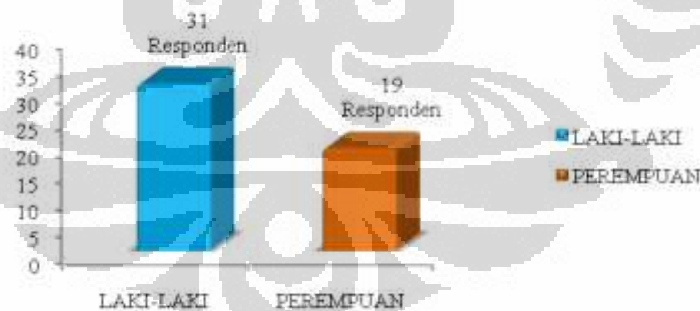 31
Responden
19
Responden
40
35
30
25
20
15
10
5
0
LAKI-LAKI
PEREMPUAN
LAKI-LAKI
PEREMPUAN